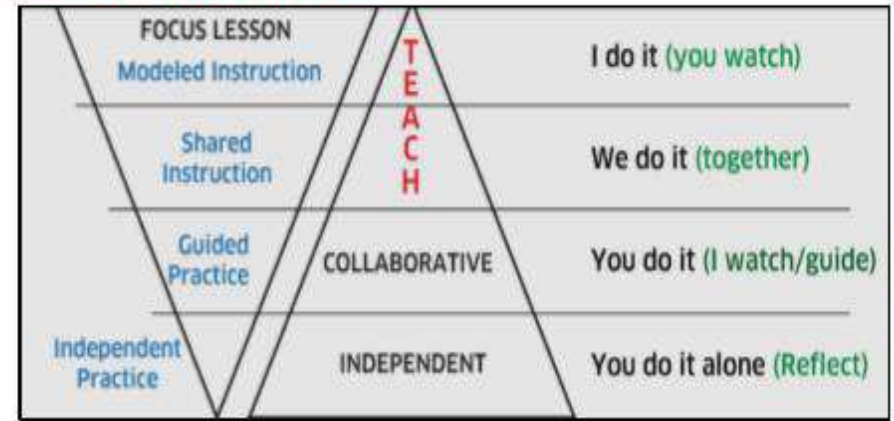 FOCUS LESSON
Modeled Instruction
TEACH
I do it (you watch)
Shared
Instruction
We do it (together)
Guided
Practice
COLLABORATIVE
You do it (I watch/guide)
Independent
Practice
INDEPENDENT
You do it alone (Reflect)